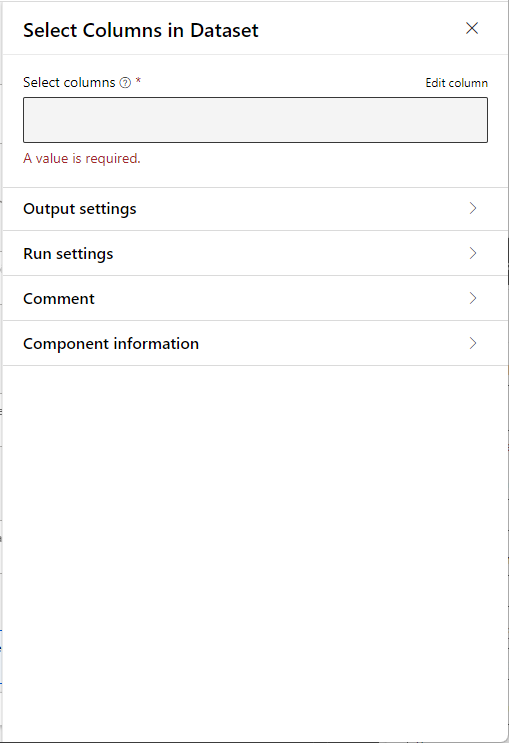 Select Columns in Dataset
Select columns * Edit column
A value is required.
Output settings
Run settings
Comment
Component information